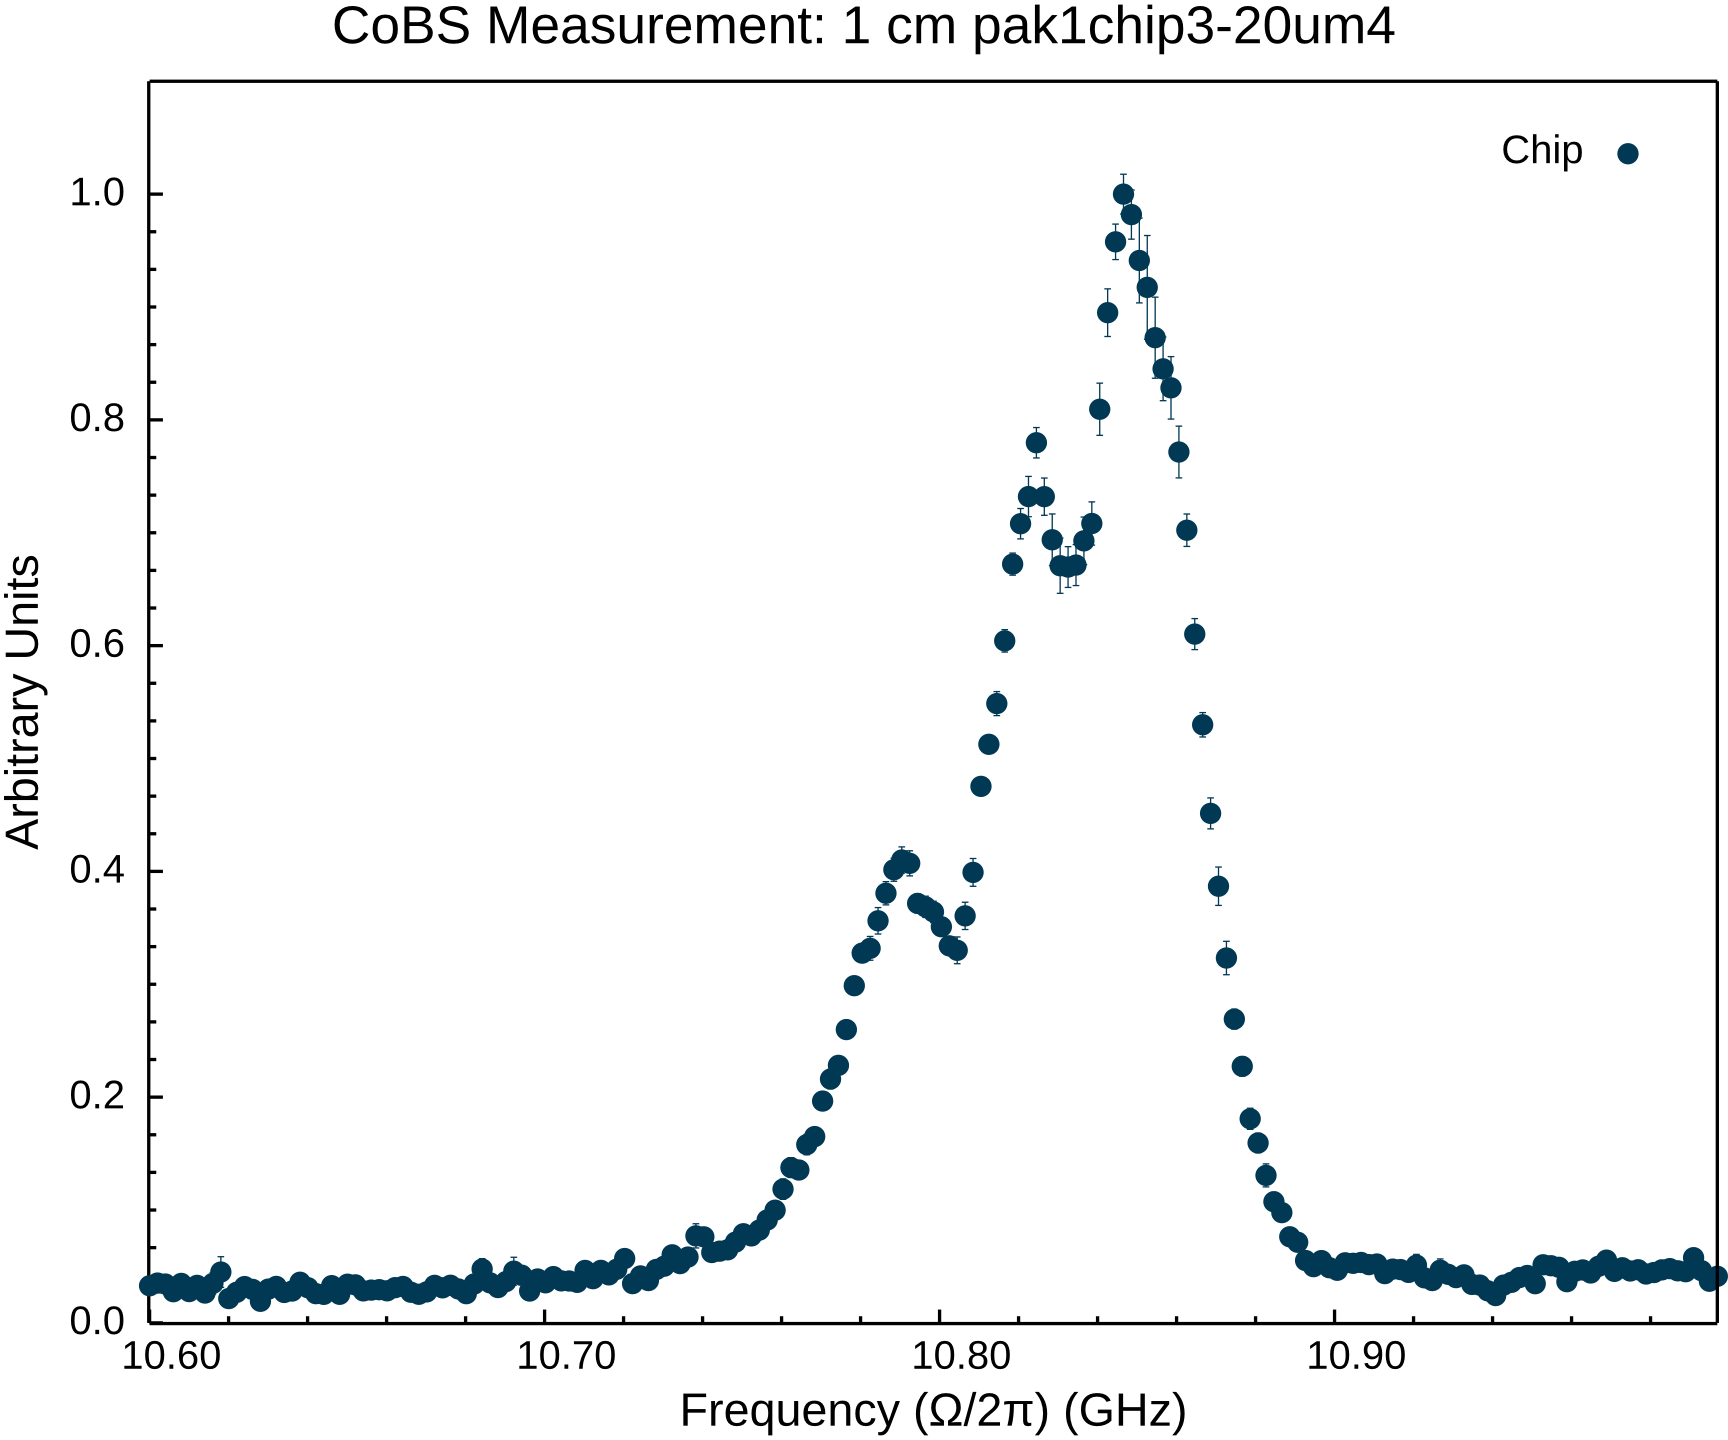 CoBS Measurement: 1 cm pak1chip3-20um4
Chip
1.0
0.8
0.6
0.4
0.2
0.0
Arbitrary Units
10.60 10.70 10.80 10.90
Frequency (Ω/2π) (GHz)